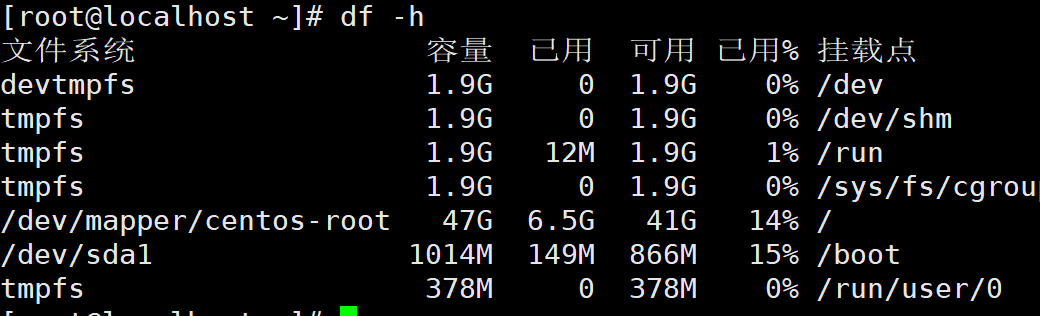 [root@localhost ~]# df -h
文件系统 容量 已用 可用 已用% 挂载点
devtmpfs 1.9G 0 1.9G 0% /dev
tmpfs 1.9G 0 1.9G 0% /dev/shm
tmpfs 1.9G 12M 1.9G 1% /run
tmpfs 1.9G 0 1.9G 0% /sys/fs/cgroup
/dev/mapper/centos-root 47G 6.5G 41G 14% /
/dev/sda1 1014M 149M 866M 15% /boot
tmpfs 378M 0 378M 0% /run/user/0
[root@localhost ~]#